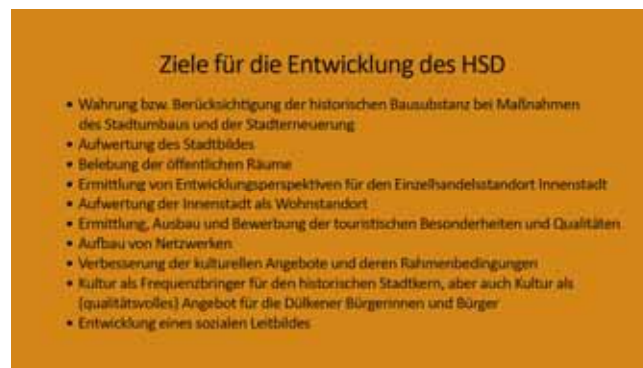 Ziele für die Entwicklung des HSD
• Wahrung bzw. Berücksichtigung der historischen Bausubstanz bei Maßnahmen
des Stadtumbaus und der Stadterneuerung
• Aufwertung des Stadtbildes
• Belebung der öffentlichen Räume
• Ermittlung von Entwicklungsperspektiven für den Einzelhandelsstandort Innenstadt
• Aufwertung der Innenstadt als Wohnstandort
• Ermittlung, Ausbau und Bewerbung der touristischen Besonderheiten und Qualitäten
• Aufbau von Netzwerken
• Verbesserung der kulturellen Angebote und deren Rahmenbedingungen
• Kultur als Frequenzbringer für den historischen Stadtkern, aber auch Kultur als
(qualitätsvolles) Angebot für die Dülkener Bürgerinnen und Bürger
• Entwicklung eines sozialen Leitbildes